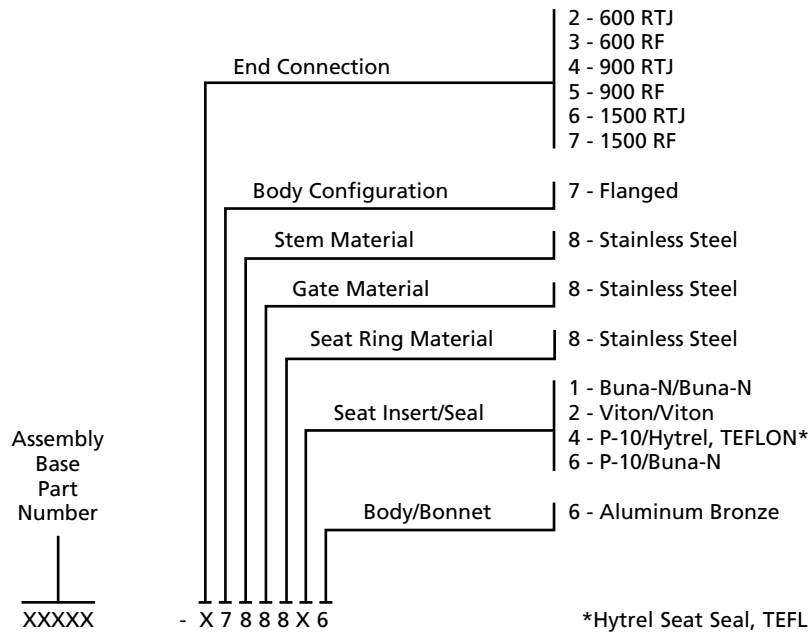 2 - 600 RTJ
3 - 600 RF
End Connection
4 - 900 RTJ
5 - 900 RF
6 - 1500 RTJ
7 - 1500 RF
Body Configuration
7 - Flanged
Stem Material
8 - Stainless Steel
Gate Material
8 - Stainless Steel
Seat Ring Material
8 - Stainless Steel
1 - Buna-N/Buna-N
Seat Insert/Seal
2 - Viton/Viton
4 - P-10/Hytrel, TEFLON*
6 - P-10/Buna-N
Assembly
Base
Part
Number
Body/Bonnet
6 - Aluminum Bronze
XXXXX - X 7 8 8 8 X 6
*Hytrel Seat Seal, TEFL